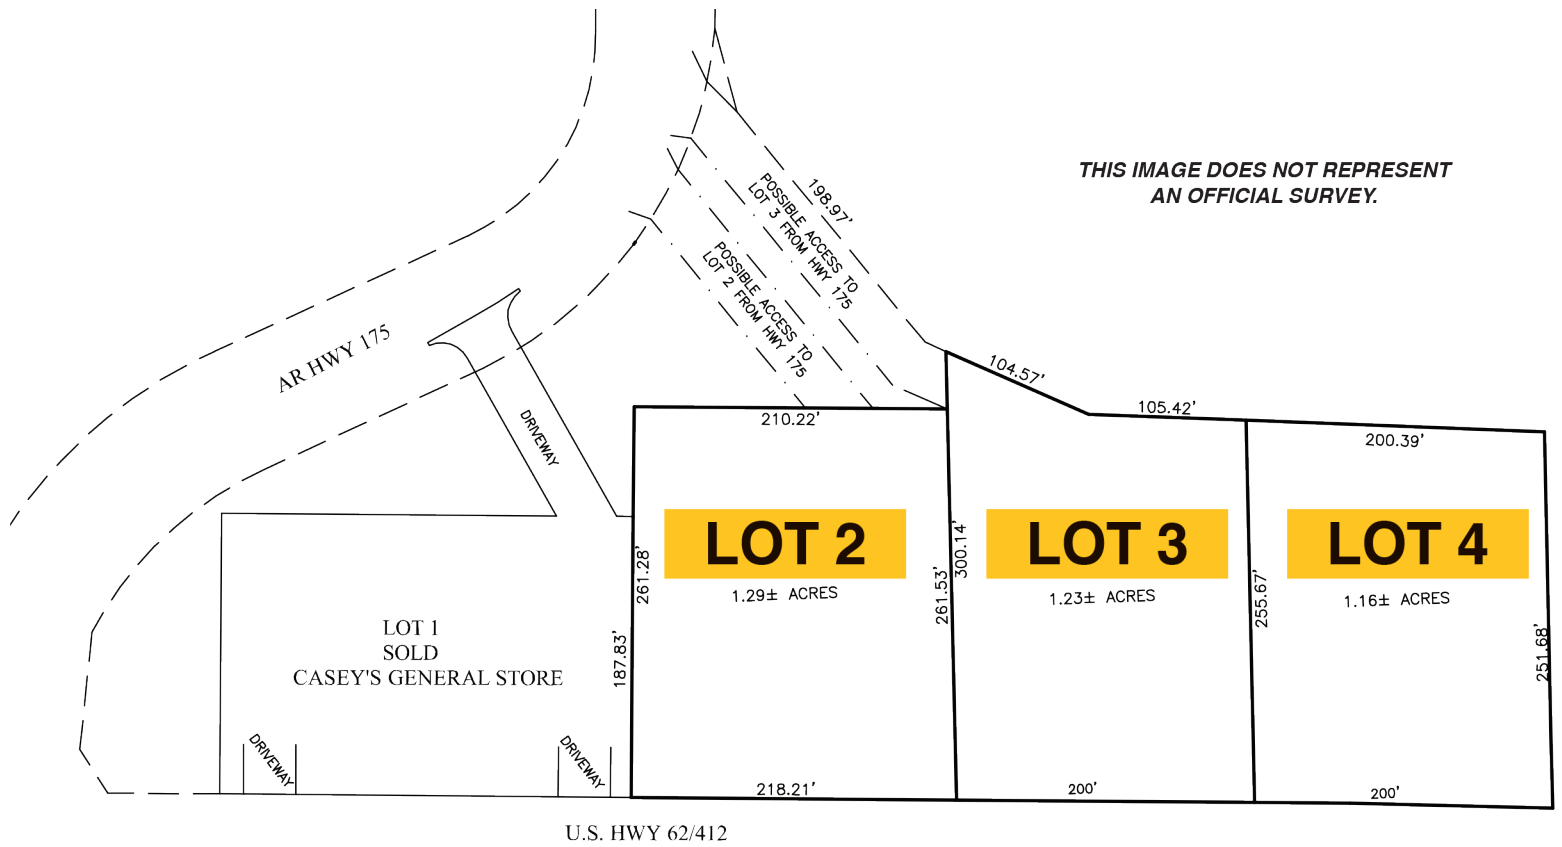 THIS IMAGE DOES NOT REPRESENT
AN OFFICIAL SURVEY.
198.97'
POSSIBLE ACCESS TO
LOT 3 FROM HWY 175
POSSIBLE ACCESS TO
LOT 2 FROM HWY 175
AR HWY 175
DRIVEWAY
104.57'
105.42'
210.22'
200.39'
LOT 2
1.29± ACRES
LOT 3
1.23± ACRES
LOT 4
1.16± ACRES
261.28'
187.83'
261.53'
300.14'
255.67'
251.68'
LOT 1
SOLD
CASEY'S GENERAL STORE
DRIVEWAY
DRIVEWAY
218.21'
200'
200'
U.S. HWY 62/412